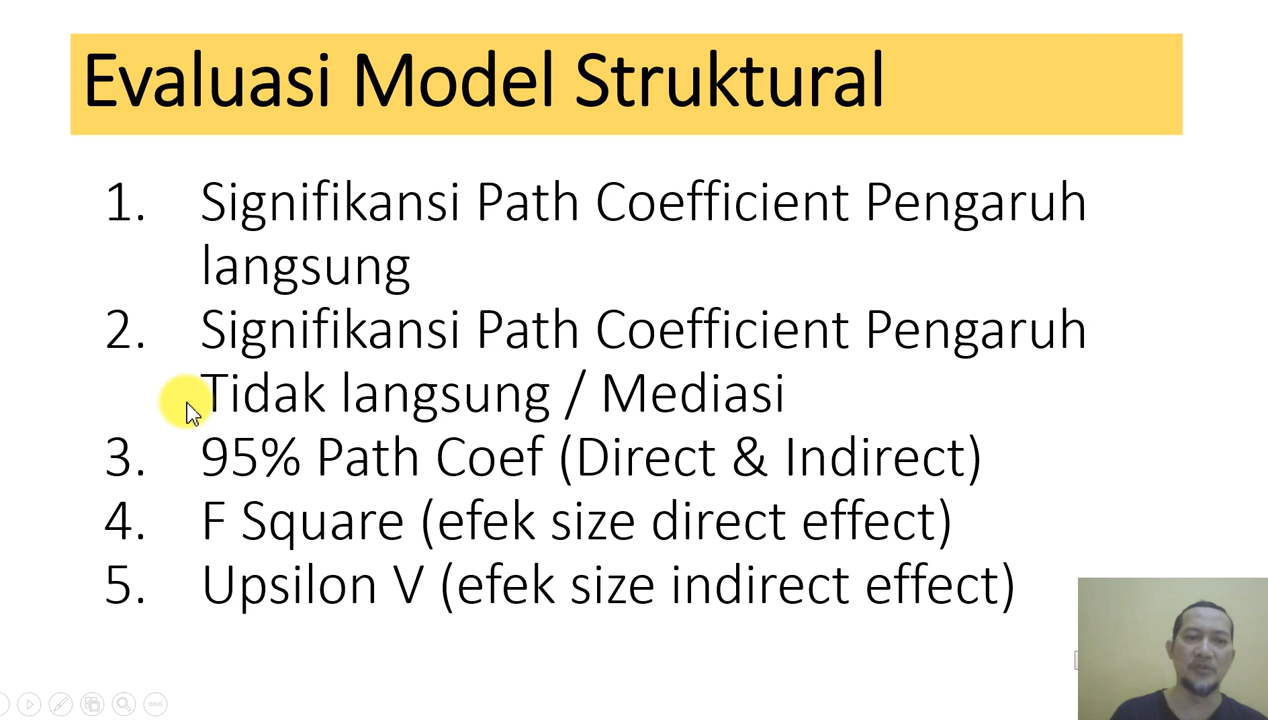 Evaluasi Model Struktural
1. Signifikansi Path Coefficient Pengaruh
langsung
2. Signifikansi Path Coefficient Pengaruh
Tidak langsung / Mediasi
3. 95% Path Coef (Direct & Indirect)
4. F Square (efek size direct effect)
5. Upsilon V (efek size indirect effect)